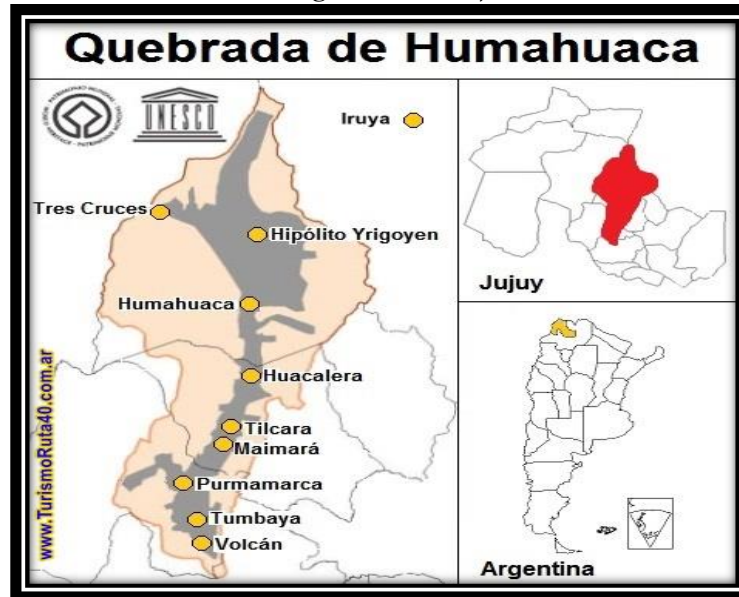 Quebrada de Humahuaca
UNESCO
Iruya
Tres Cruces
Hipólito Yrigoyen
Humahuaca
Huacalera
Tilcara
Maimará
Purmamarca
Tumbaya
Volcán
www.TurismoRuta40.com.ar
Jujuy
Argentina